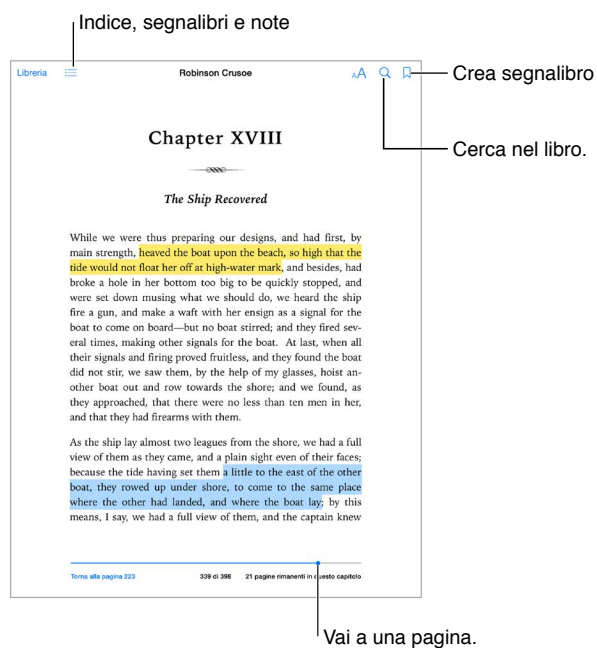 Indice, segnalibri e note
Libreria
Robinson Crusoe
AA
Crea segnalibro
Cerca nel libro.
Chapter XVIII
The Ship Recovered
While we were thus preparing our designs, and had first, by
main strength, heaved the boat upon the beach, so high that the
tide would not float her off at high-water mark, and besides, had
broke a hole in her bottom too big to be quickly stopped, and
were set down musing what we should do, we heard the ship
fire a gun, and make a waft with her ensign as a signal for the
boat to come on board—but no boat stirred; and they fired sev-
eral times, making other signals for the boat. At last, when all
their signals and firing proved fruitless, and they found the boat
did not stir, we saw them, by the help of my glasses, hoist an-
other boat out and row towards the shore; and we found, as
they approached, that there were no less than ten men in her,
and that they had firearms with them.
As the ship lay almost two leagues from the shore, we had a full
view of them as they came, and a plain sight even of their faces;
because the tide having set them a little to the east of the other
boat, they rowed up under shore, to come to the same place
where the other had landed, and where the boat lay; by this
means, I say, we had a full view of them, and the captain knew
Torna alla pagina 223
339 di 398
21 pagine rimanenti in questo capitolo
Vai a una pagina.